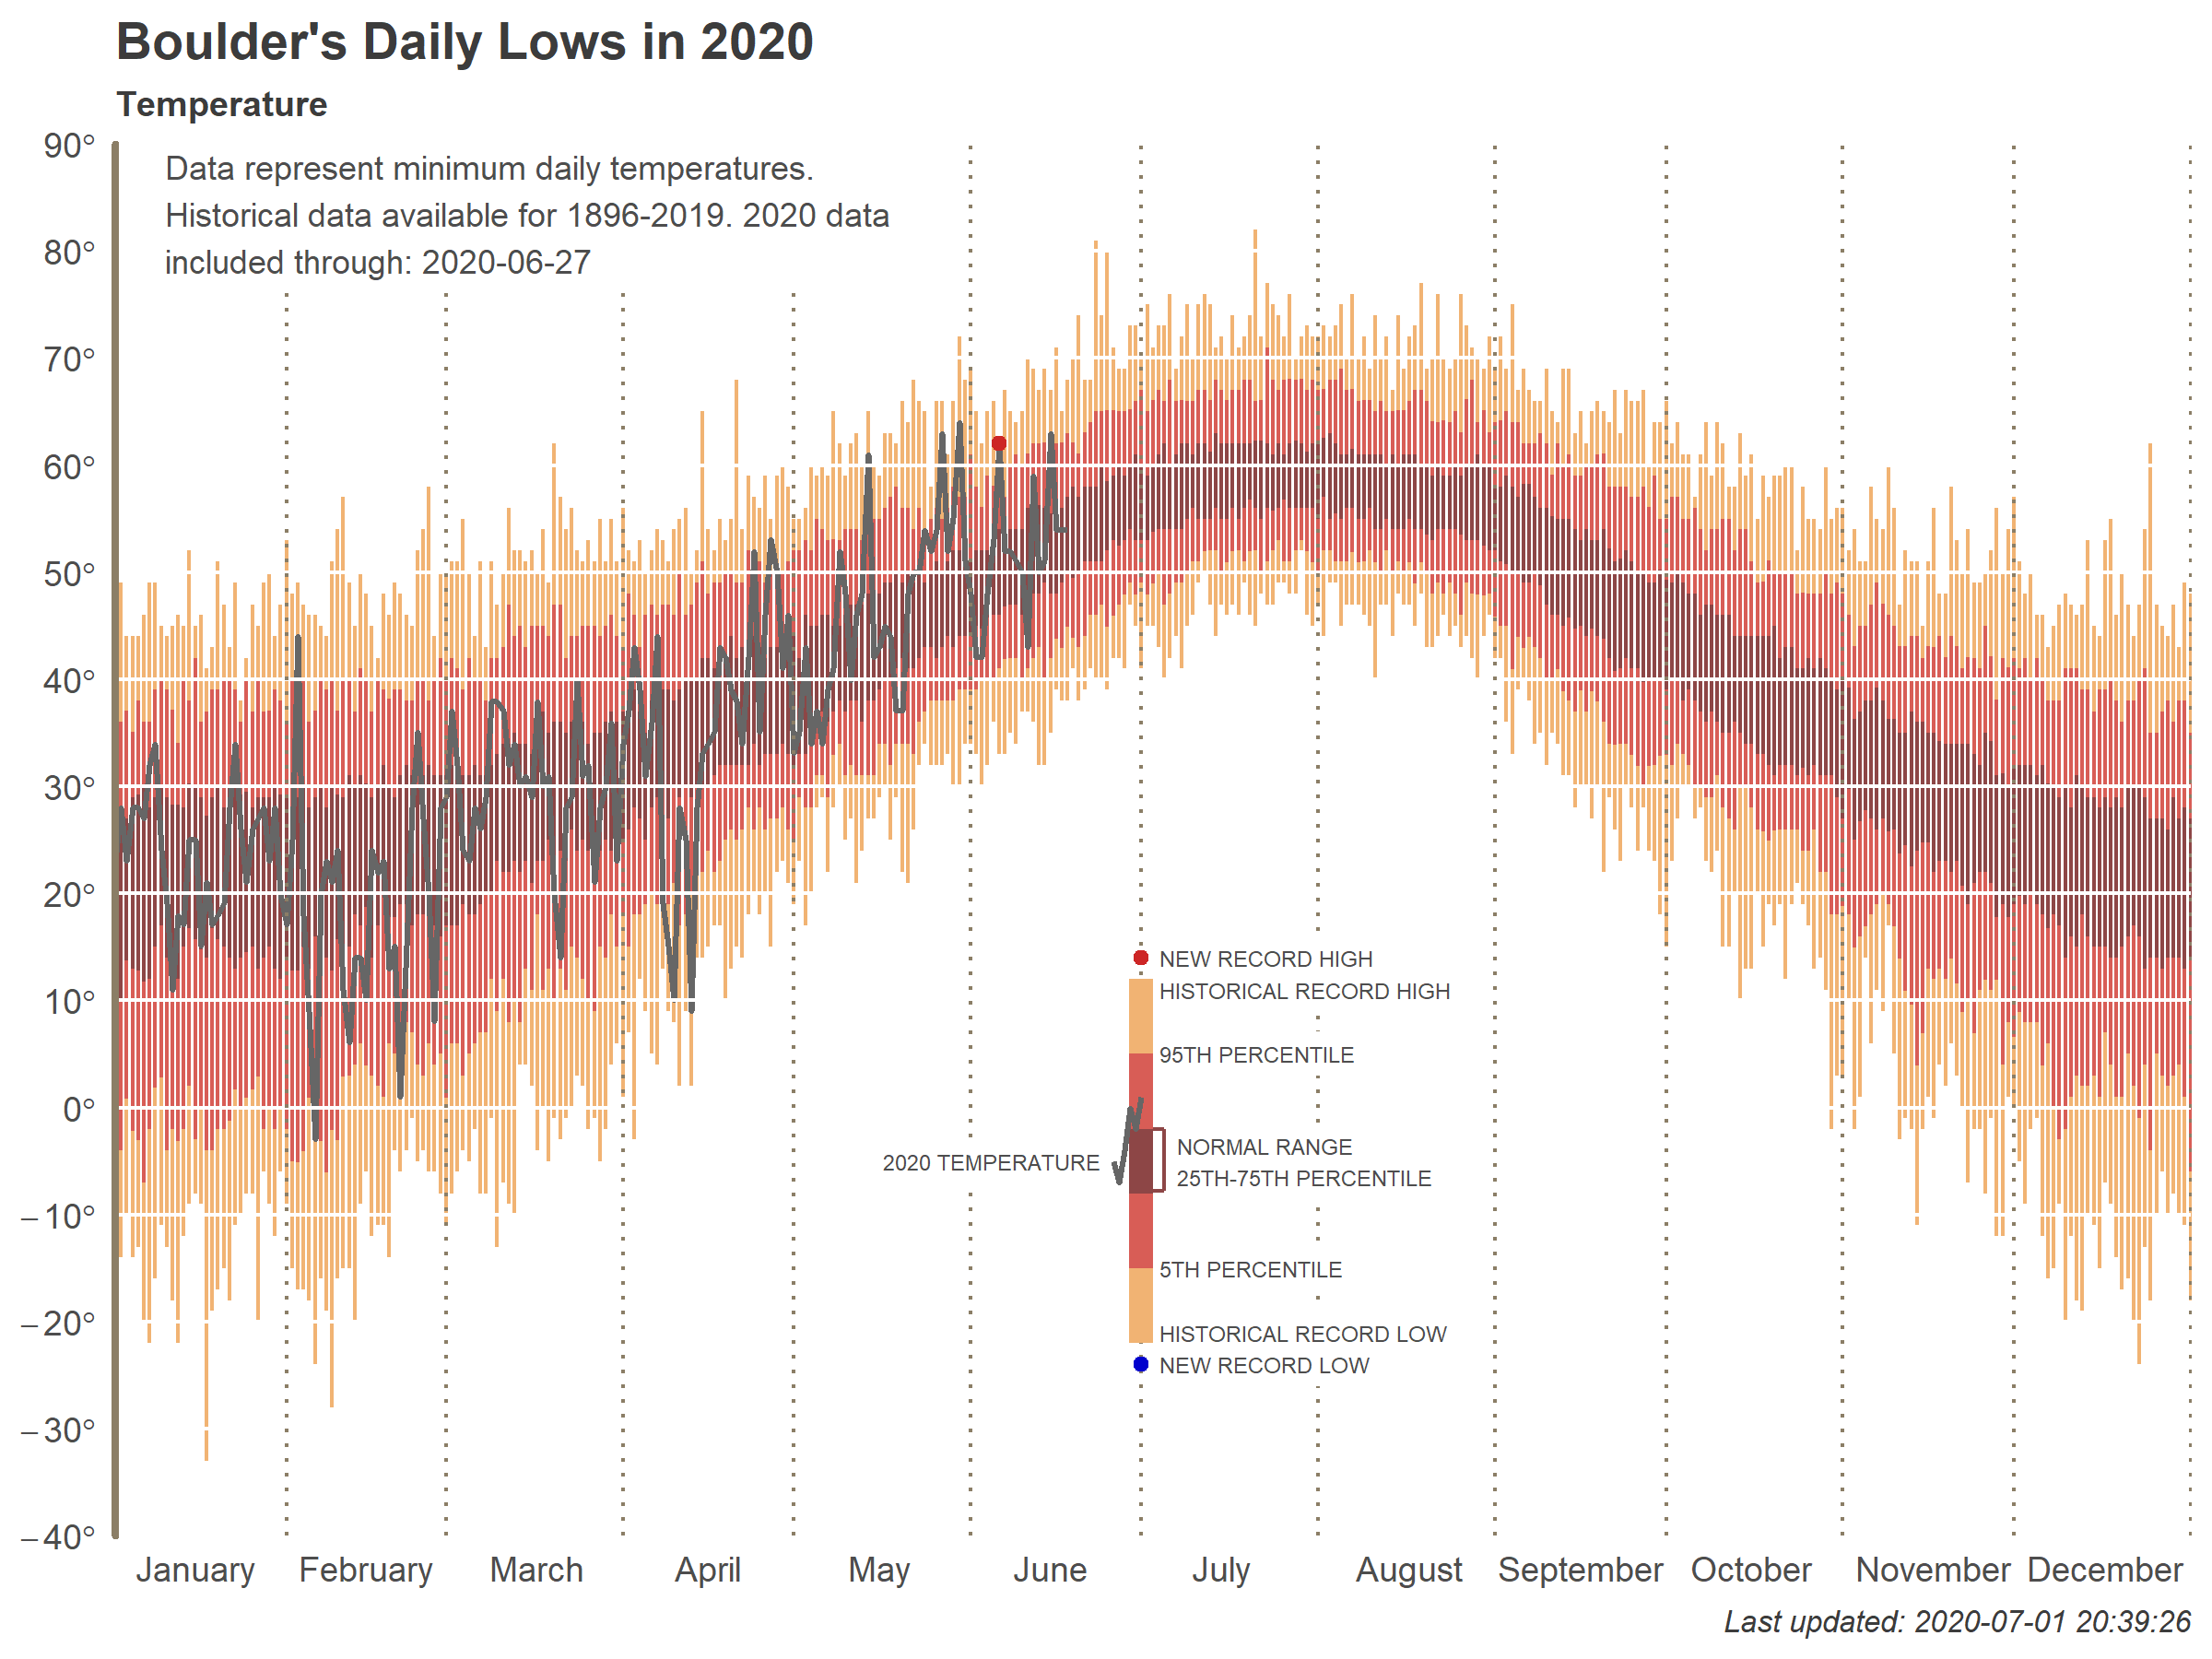 Boulder's Daily Lows in 2020
Temperature
90°
Data represent minimum daily temperatures.
Historical data available for 1896-2019. 2020 data
included through: 2020-06-27
80°
70°
60°
50°
40°
30°
20°
10°
0°
−10°
−20°
−30°
−40°
NEW RECORD HIGH
HISTORICAL RECORD HIGH
95TH PERCENTILE
NORMAL RANGE
2020 TEMPERATURE
25TH-75TH PERCENTILE
5TH PERCENTILE
HISTORICAL RECORD LOW
NEW RECORD LOW
January February March April May June July August September October November December
Last updated: 2020-07-01 20:39:26